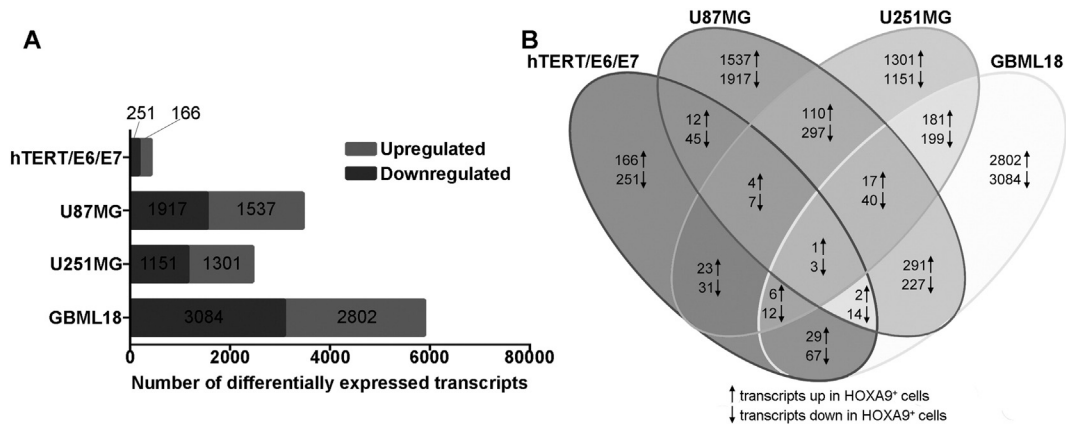 A
251 166
hTERT/E6/E7
U87MG
U251MG
GBML18
1917 1537
1151 1301
3084 2802
Upregulated
Downregulated
0 2000 4000 6000 80000
Number of differentially expressed transcripts
B
U87MG U251MG
hTERT/E6/E7 GBML18
1537↑ 1301↑
1917↓ 1151↓
12↑ 110↑ 181↑
45↓ 297↓ 199↓
166↑ 2802↑
251↓ 3084↓
4↑ 17↑
7↓ 40↓
1↑
3↓
23↑ 291↑
31↓ 227↓
6↑ 2↑
12↓ 14↓
29↑
67↓
↑ transcripts up in HOXA9⁺ cells
↓ transcripts down in HOXA9⁺ cells